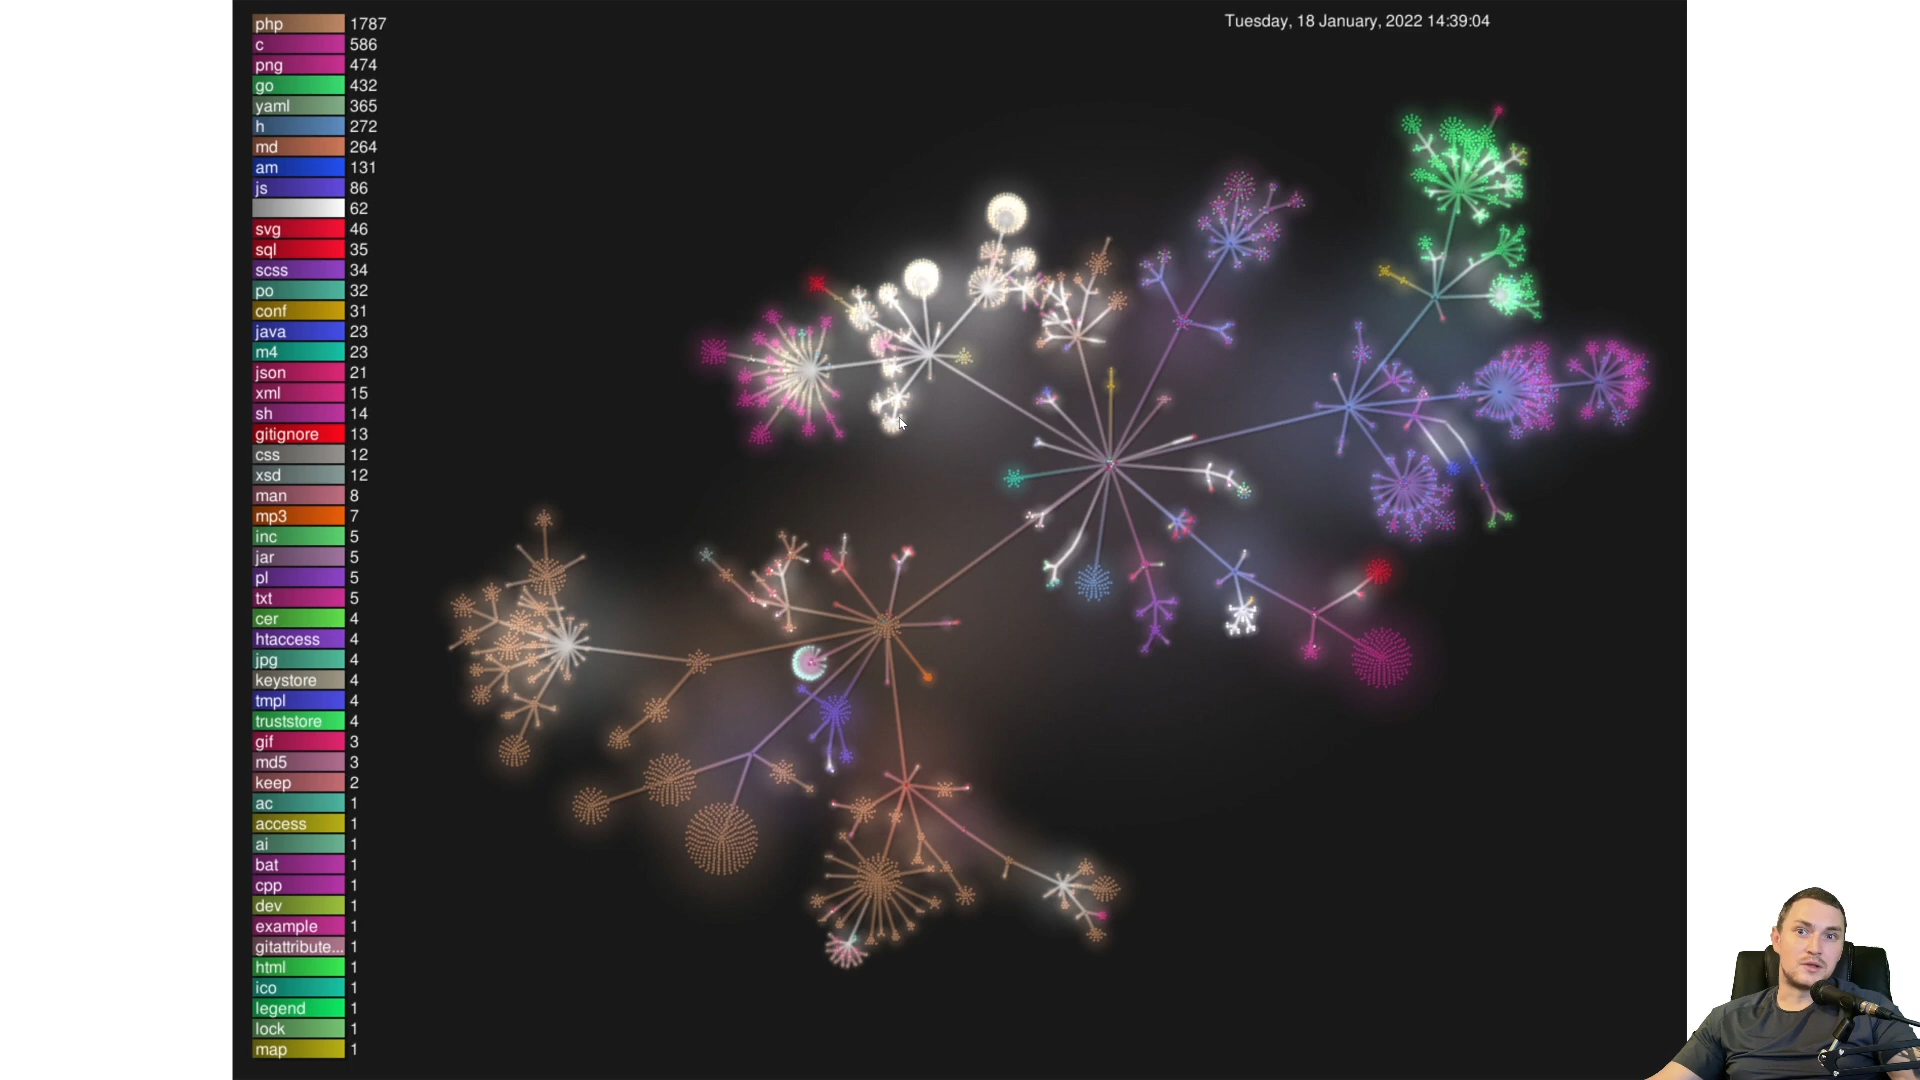 Tuesday, 18 January, 2022 14:39:04
php 1787
c 586
png 474
go 432
yaml 365
h 272
md 264
am 131
js 86
62
svg 46
sql 35
scss 34
po 32
conf 31
java 23
m4 23
json 21
xml 15
sh 14
gitignore 13
css 12
xsd 12
man 8
mp3 7
inc 5
jar 5
pl 5
txt 5
cer 4
htaccess 4
jpg 4
keystore 4
tmpl 4
truststore 4
gif 3
md5 3
keep 2
ac 1
access 1
ai 1
bat 1
cpp 1
dev 1
example 1
gitattribute... 1
html 1
ico 1
legend 1
lock 1
map 1